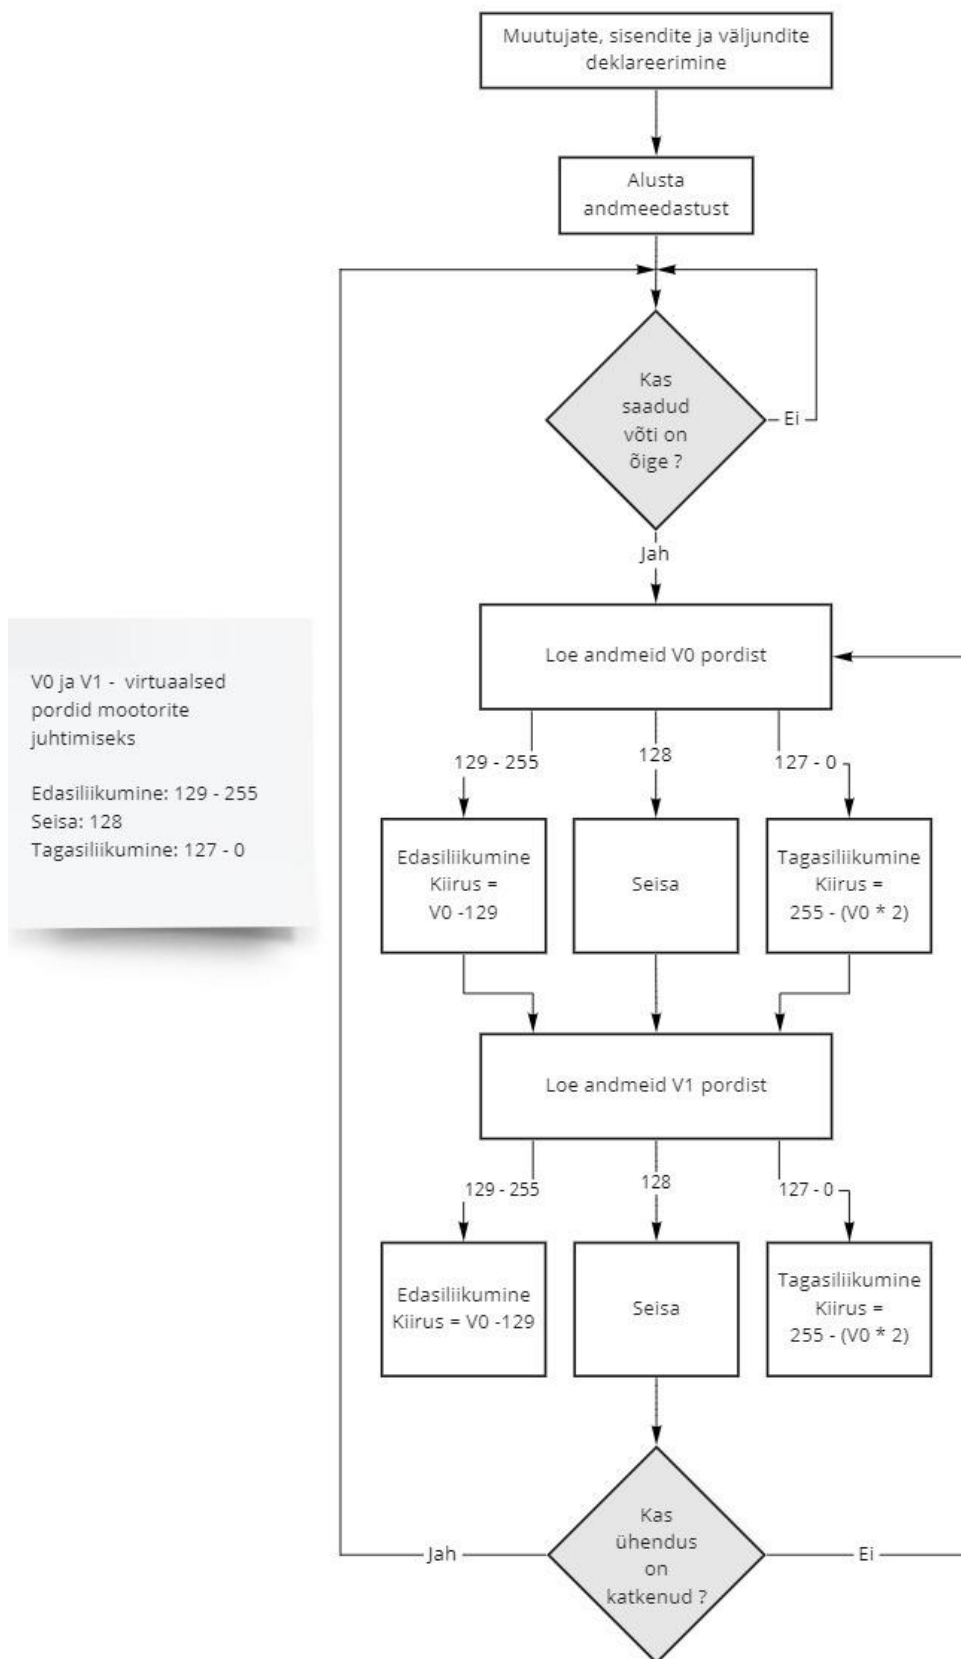 Muutujate, sisendite ja väljundite
deklareerimine
Alusta
andmeedastust
Kas
saadud
võti on
õige ?
Ei
Jah
Loe andmeid V0 pordist
V0 ja V1 - virtuaalsed
pordid mootorite
juhtimiseks
Edasiliikumine: 129 - 255
Seisa: 128
Tagasiliikumine: 127 - 0
129 - 255
128
127 - 0
Edasiliikumine
Kiirus =
V0 -129
Seisa
Tagasiliikumine
Kiirus =
255 - (V0 * 2)
Loe andmeid V1 pordist
129 - 255
128
127 - 0
Edasiliikumine
Kiirus = V0 -129
Seisa
Tagasiliikumine
Kiirus =
255 - (V0 * 2)
Kas
ühendus
on
katkenud ?
Jah
Ei